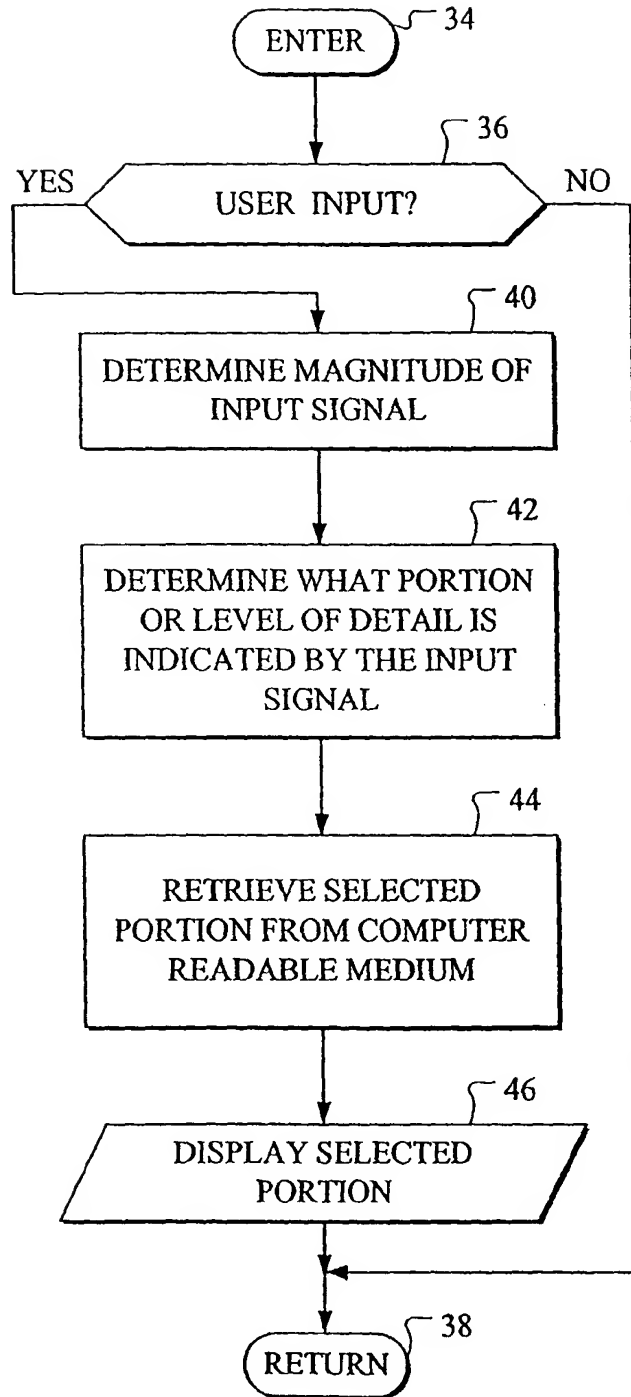 ENTER
34
36
YES
USER INPUT?
NO
40
DETERMINE MAGNITUDE OF
INPUT SIGNAL
42
DETERMINE WHAT PORTION
OR LEVEL OF DETAIL IS
INDICATED BY THE INPUT
SIGNAL
44
RETRIEVE SELECTED
PORTION FROM COMPUTER
READABLE MEDIUM
46
DISPLAY SELECTED
PORTION
38
RETURN